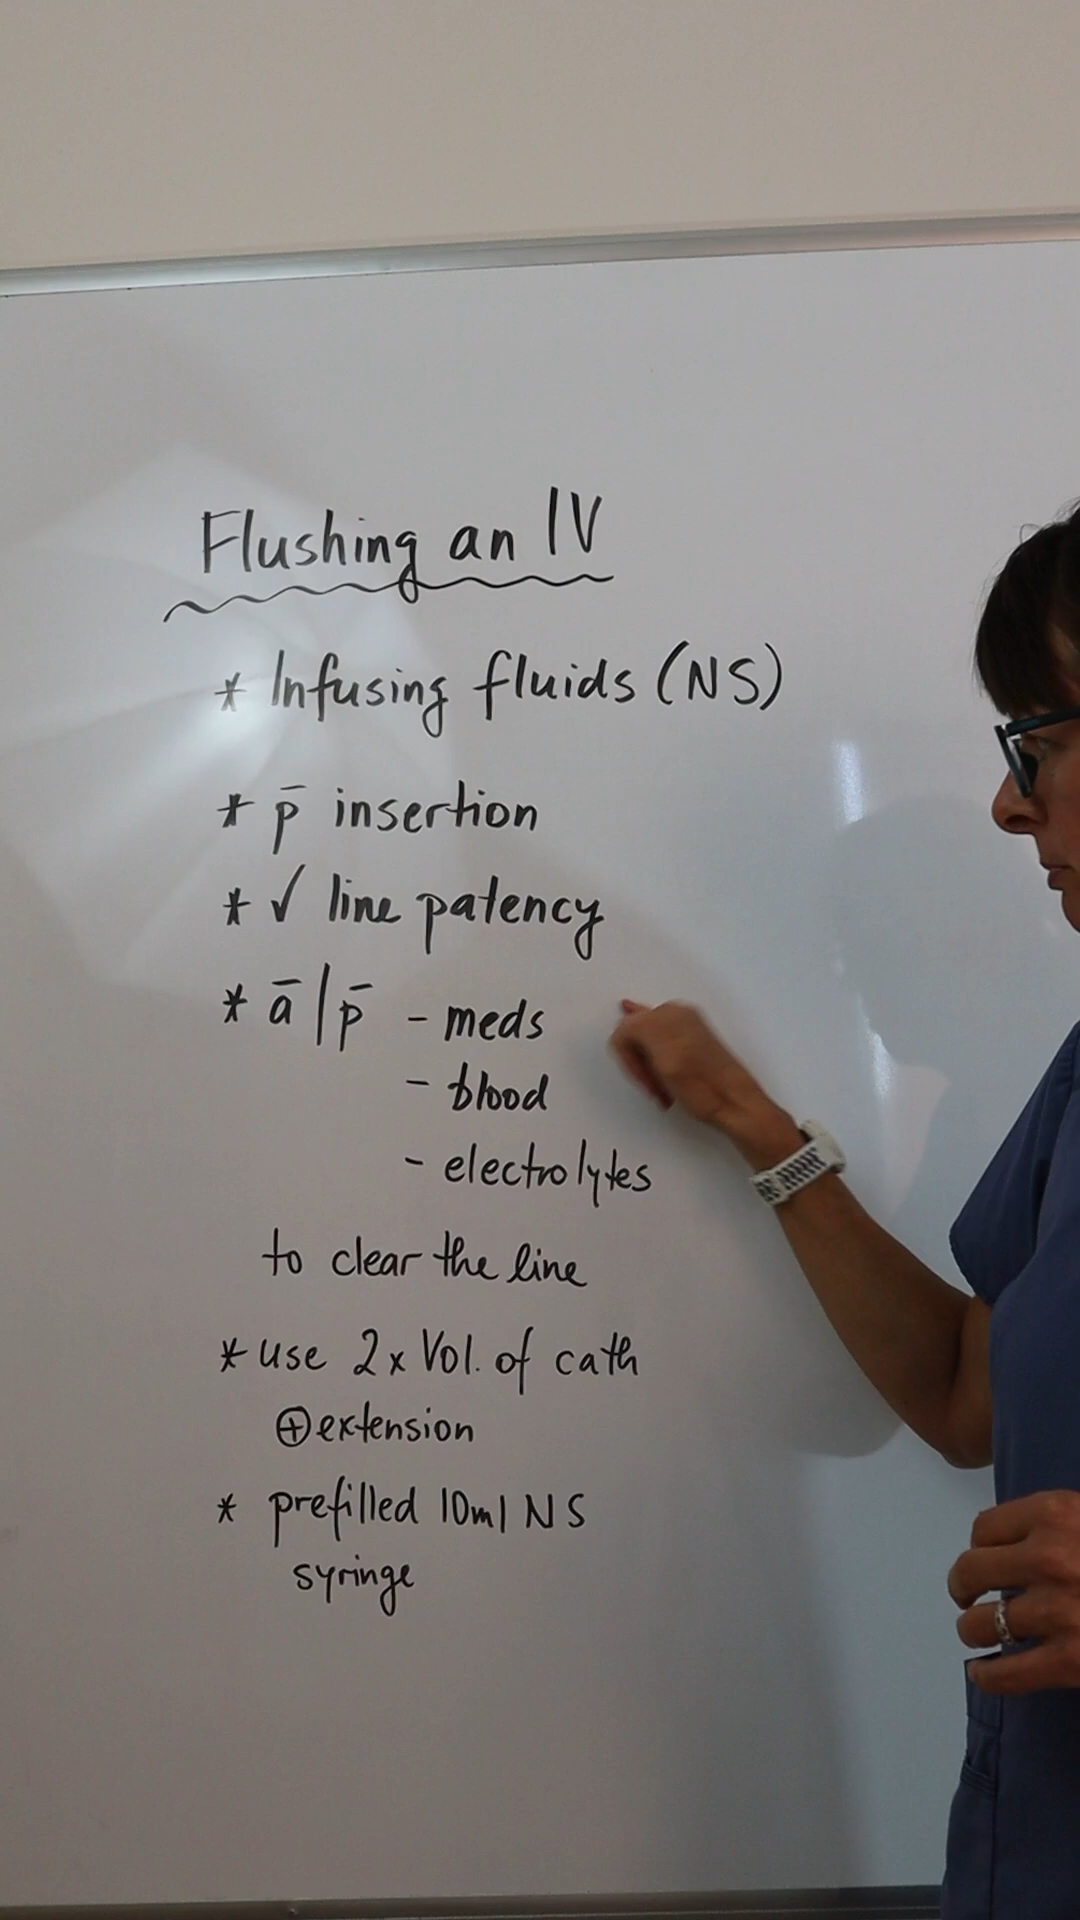 Flushing an IV
* Infusing fluids (NS)
* p̄ insertion
* ✓ line patency
* ā/p̄ - meds
- blood
- electrolytes
to clear the line
* use 2x Vol. of cath
⊕ extension
* prefilled 10ml NS
syringe